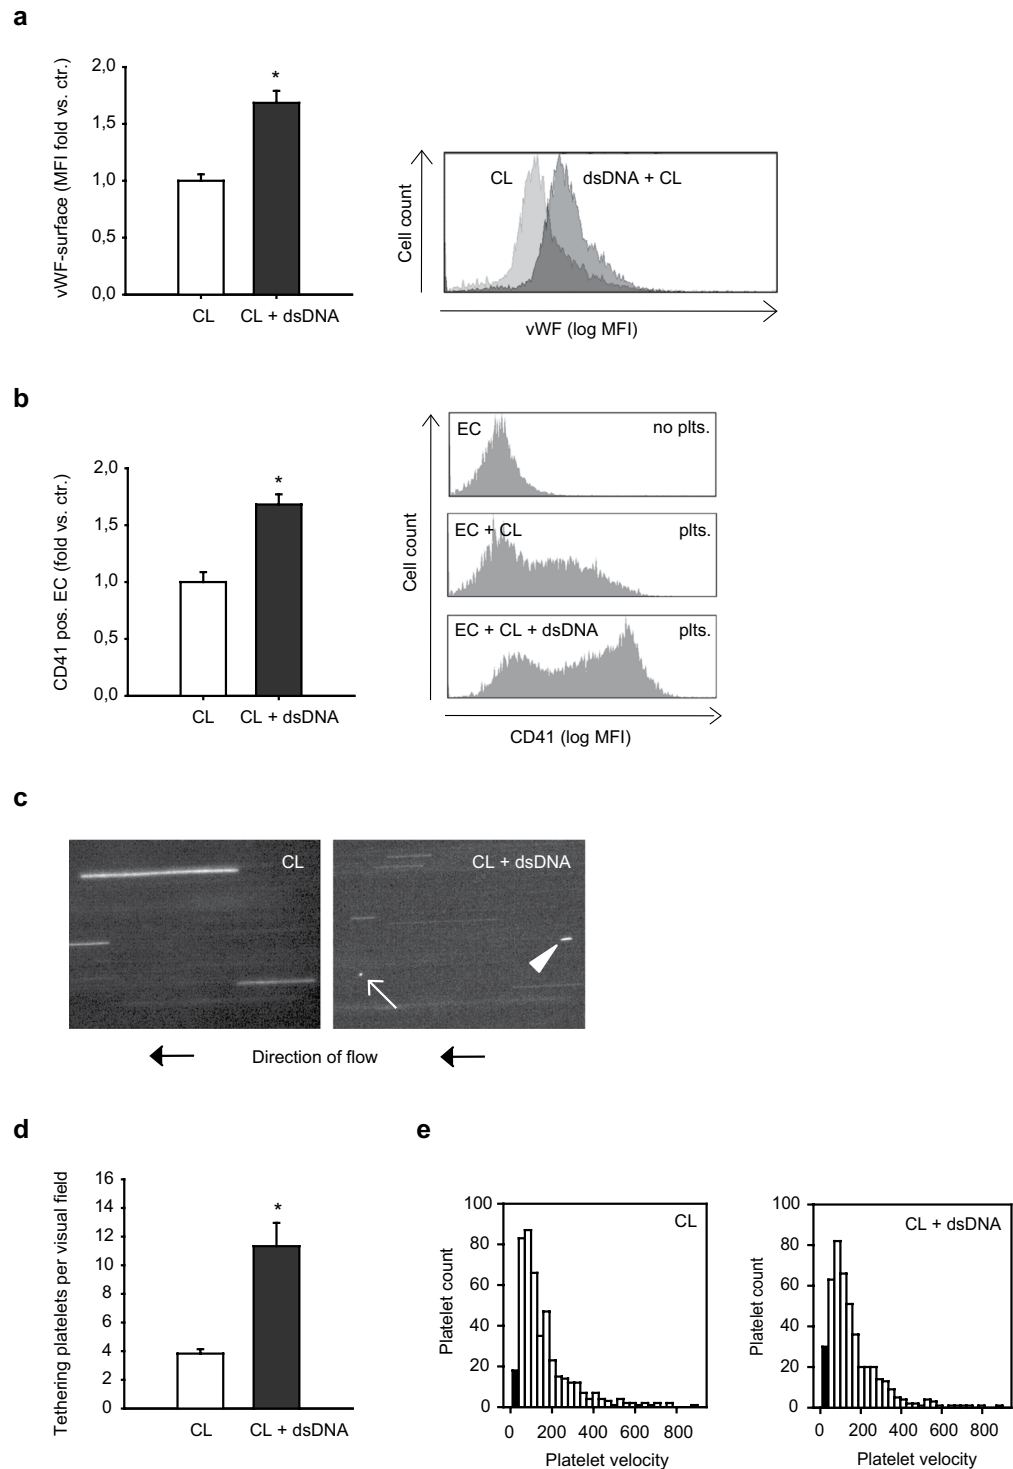 a
vWF-surface (MFI fold vs. ctr.)
2,0
1,5
1,0
0,5
0,0
*
CL
CL + dsDNA
Cell count
CL
dsDNA + CL
vWF (log MFI)
b
CD41 pos. EC (fold vs. ctr.)
2,0
1,5
1,0
0,5
0,0
*
CL
CL + dsDNA
Cell count
EC
no plts.
EC + CL
plts.
EC + CL + dsDNA
plts.
CD41 (log MFI)
c
CL
CL + dsDNA
Direction of flow
d
Tethering platelets per visual field
16
14
12
10
8
6
4
2
0
*
CL
CL + dsDNA
e
Platelet count
100
80
60
40
20
0
CL
0 200 400 600 800
Platelet velocity
Platelet count
100
80
60
40
20
0
CL + dsDNA
0 200 400 600 800
Platelet velocity